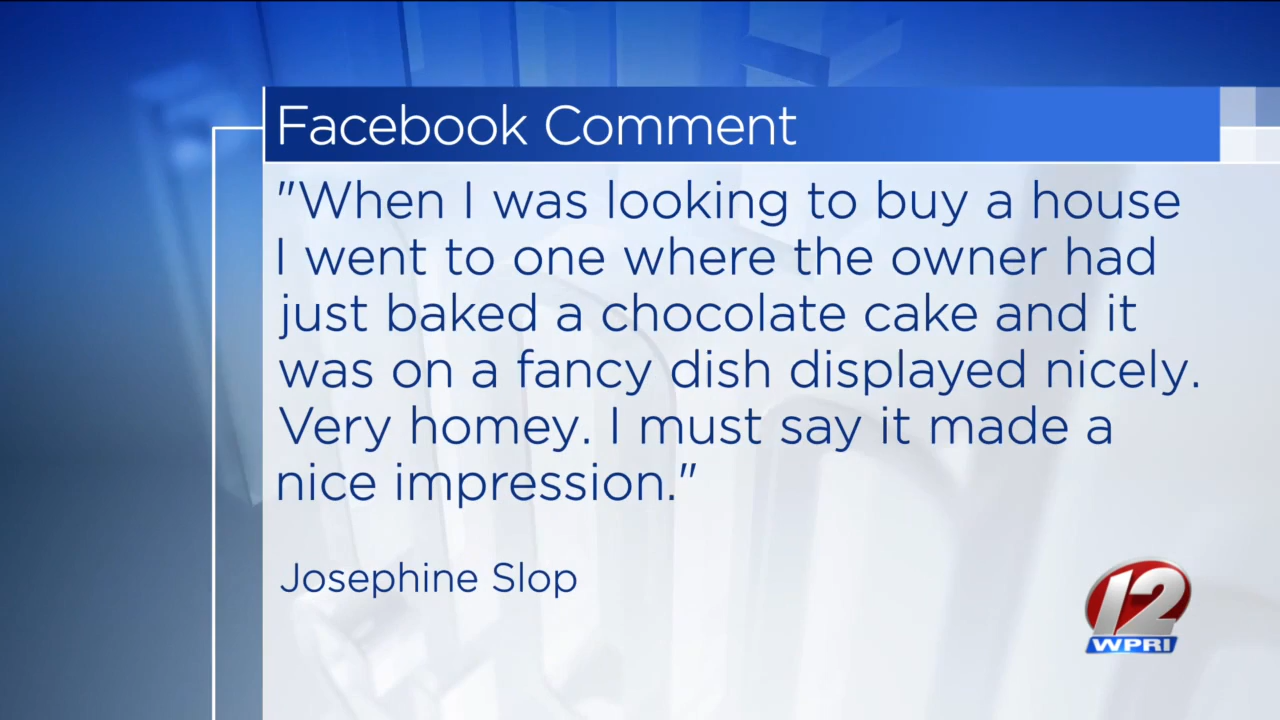 Facebook Comment
"When I was looking to buy a house
I went to one where the owner had
just baked a chocolate cake and it
was on a fancy dish displayed nicely.
Very homey. I must say it made a
nice impression."
Josephine Slop
12
WPRI